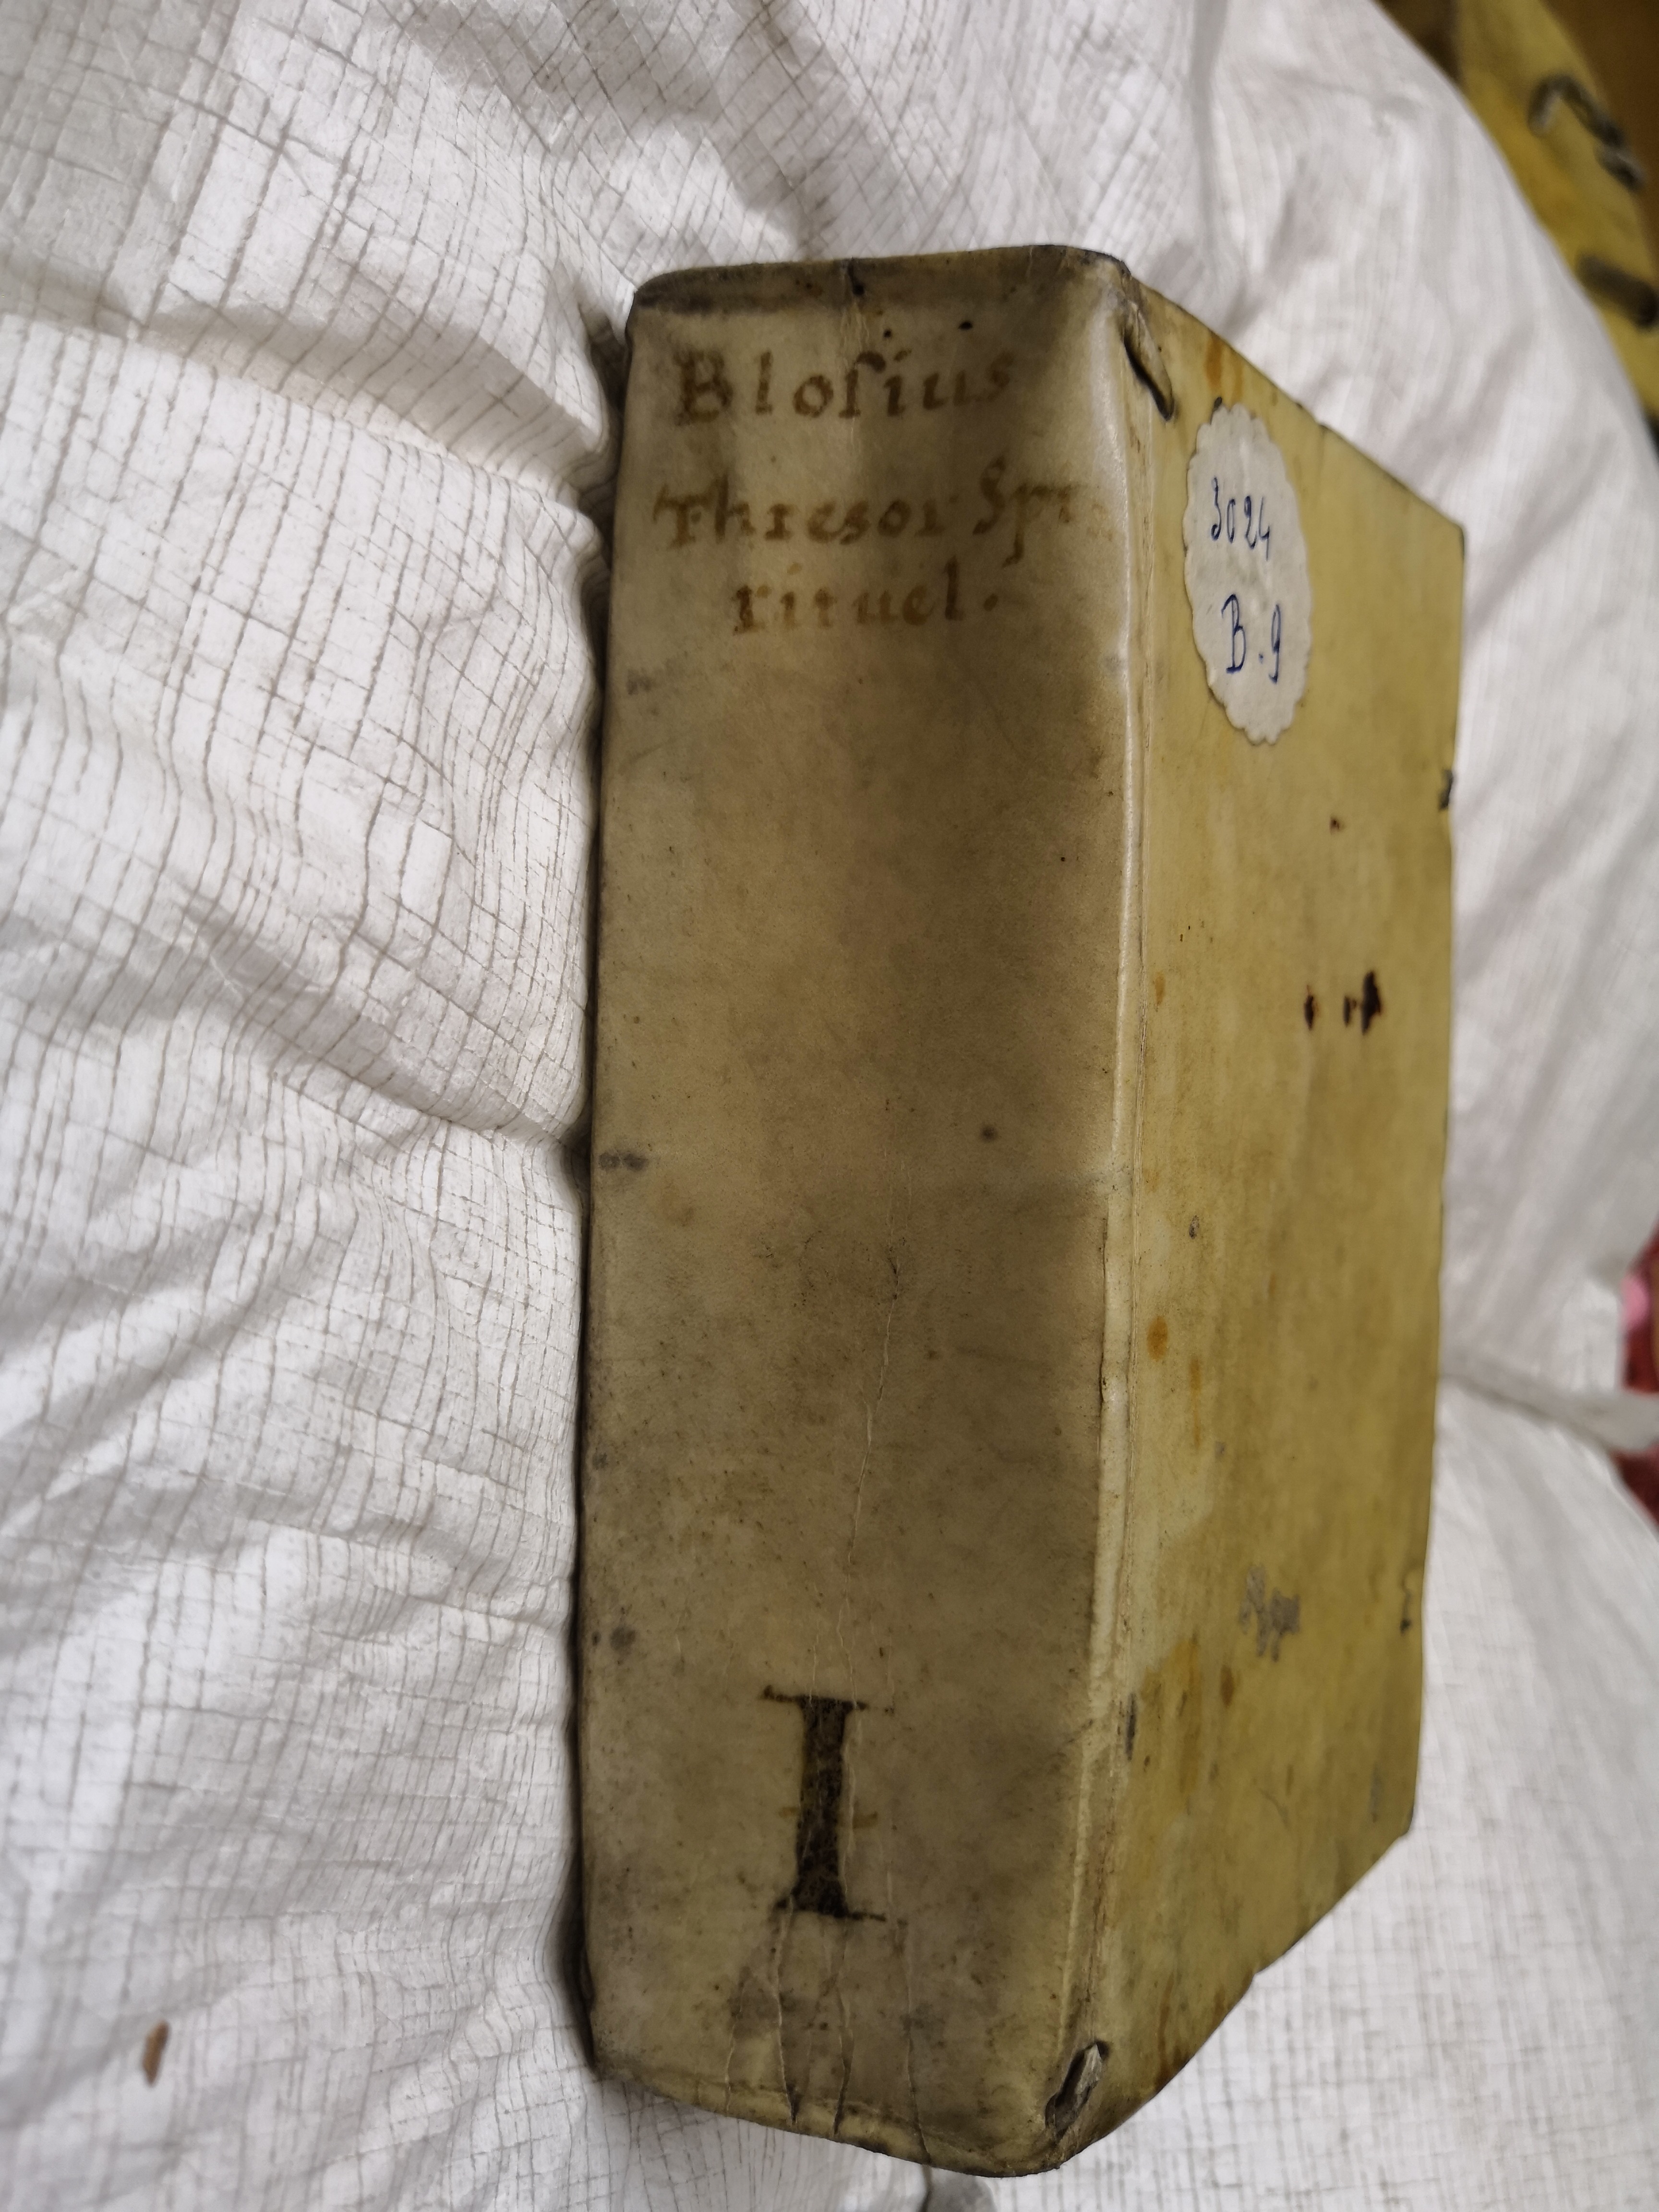 Bloſius
Thresor Spi
rituel.
I
3024
B.9